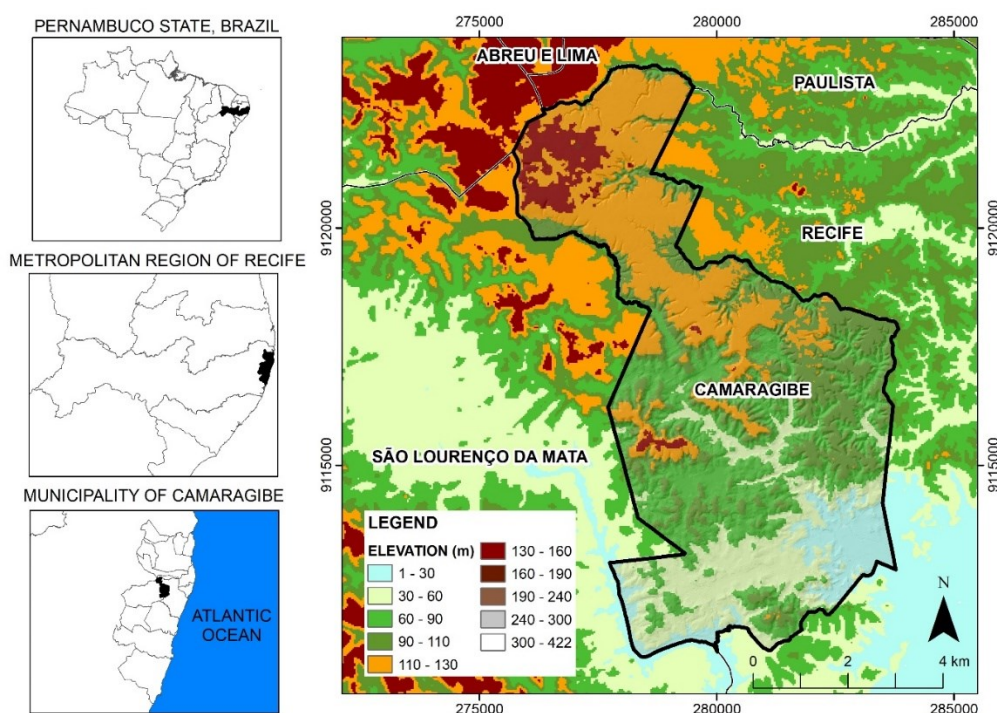 PERNAMBUCO STATE, BRAZIL
METROPOLITAN REGION OF RECIFE
MUNICIPALITY OF CAMARAGIBE
ATLANTIC
OCEAN
275000 280000 285000
ABREU E LIMA
PAULISTA
9120000 9120000
RECIFE
CAMARAGIBE
SÃO LOURENÇO DA MATA
9115000 9115000
LEGEND
ELEVATION (m)
1 - 30
30 - 60
60 - 90
90 - 110
110 - 130
130 - 160
160 - 190
190 - 240
240 - 300
300 - 422
N
0 2 4 km
275000 280000 285000